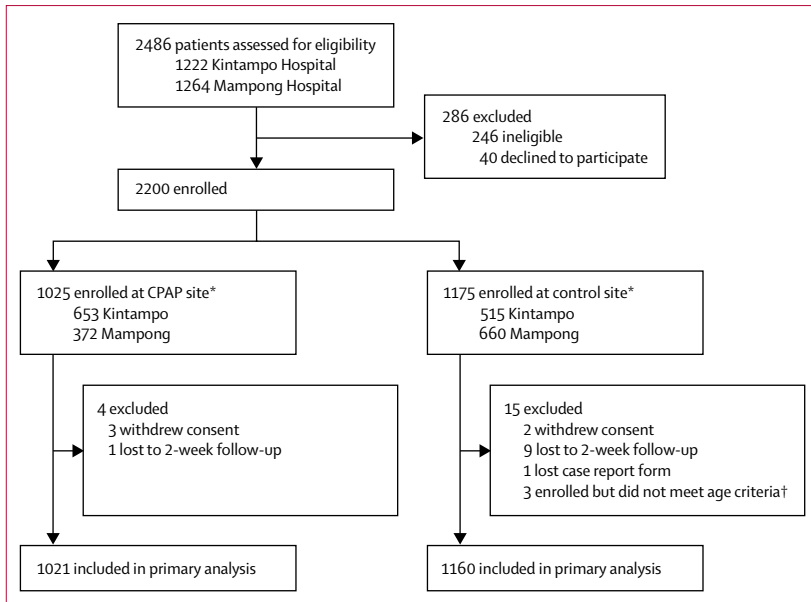 2486 patients assessed for eligibility
1222 Kintampo Hospital
1264 Mampong Hospital
286 excluded
246 ineligible
40 declined to participate
2200 enrolled
1025 enrolled at CPAP site*
653 Kintampo
372 Mampong
1175 enrolled at control site*
515 Kintampo
660 Mampong
4 excluded
3 withdrew consent
1 lost to 2-week follow-up
15 excluded
2 withdrew consent
9 lost to 2-week follow-up
1 lost case report form
3 enrolled but did not meet age criteria†
1021 included in primary analysis
1160 included in primary analysis